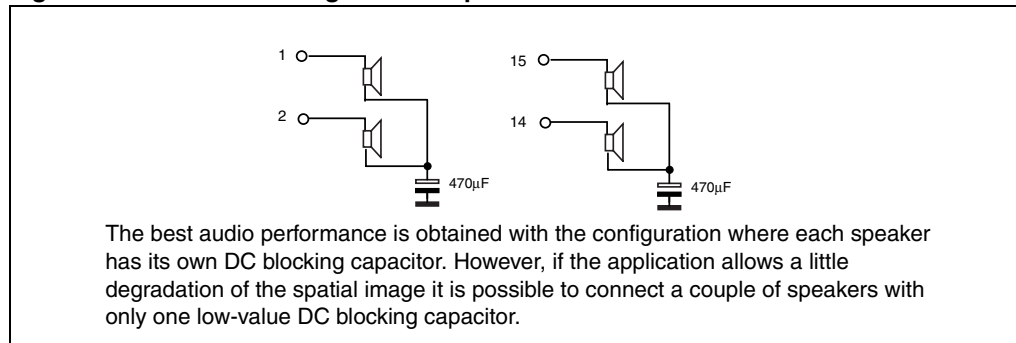 1
15
2
14
470μF
470μF
The best audio performance is obtained with the configuration where each speaker
has its own DC blocking capacitor. However, if the application allows a little
degradation of the spatial image it is possible to connect a couple of speakers with
only one low-value DC blocking capacitor.